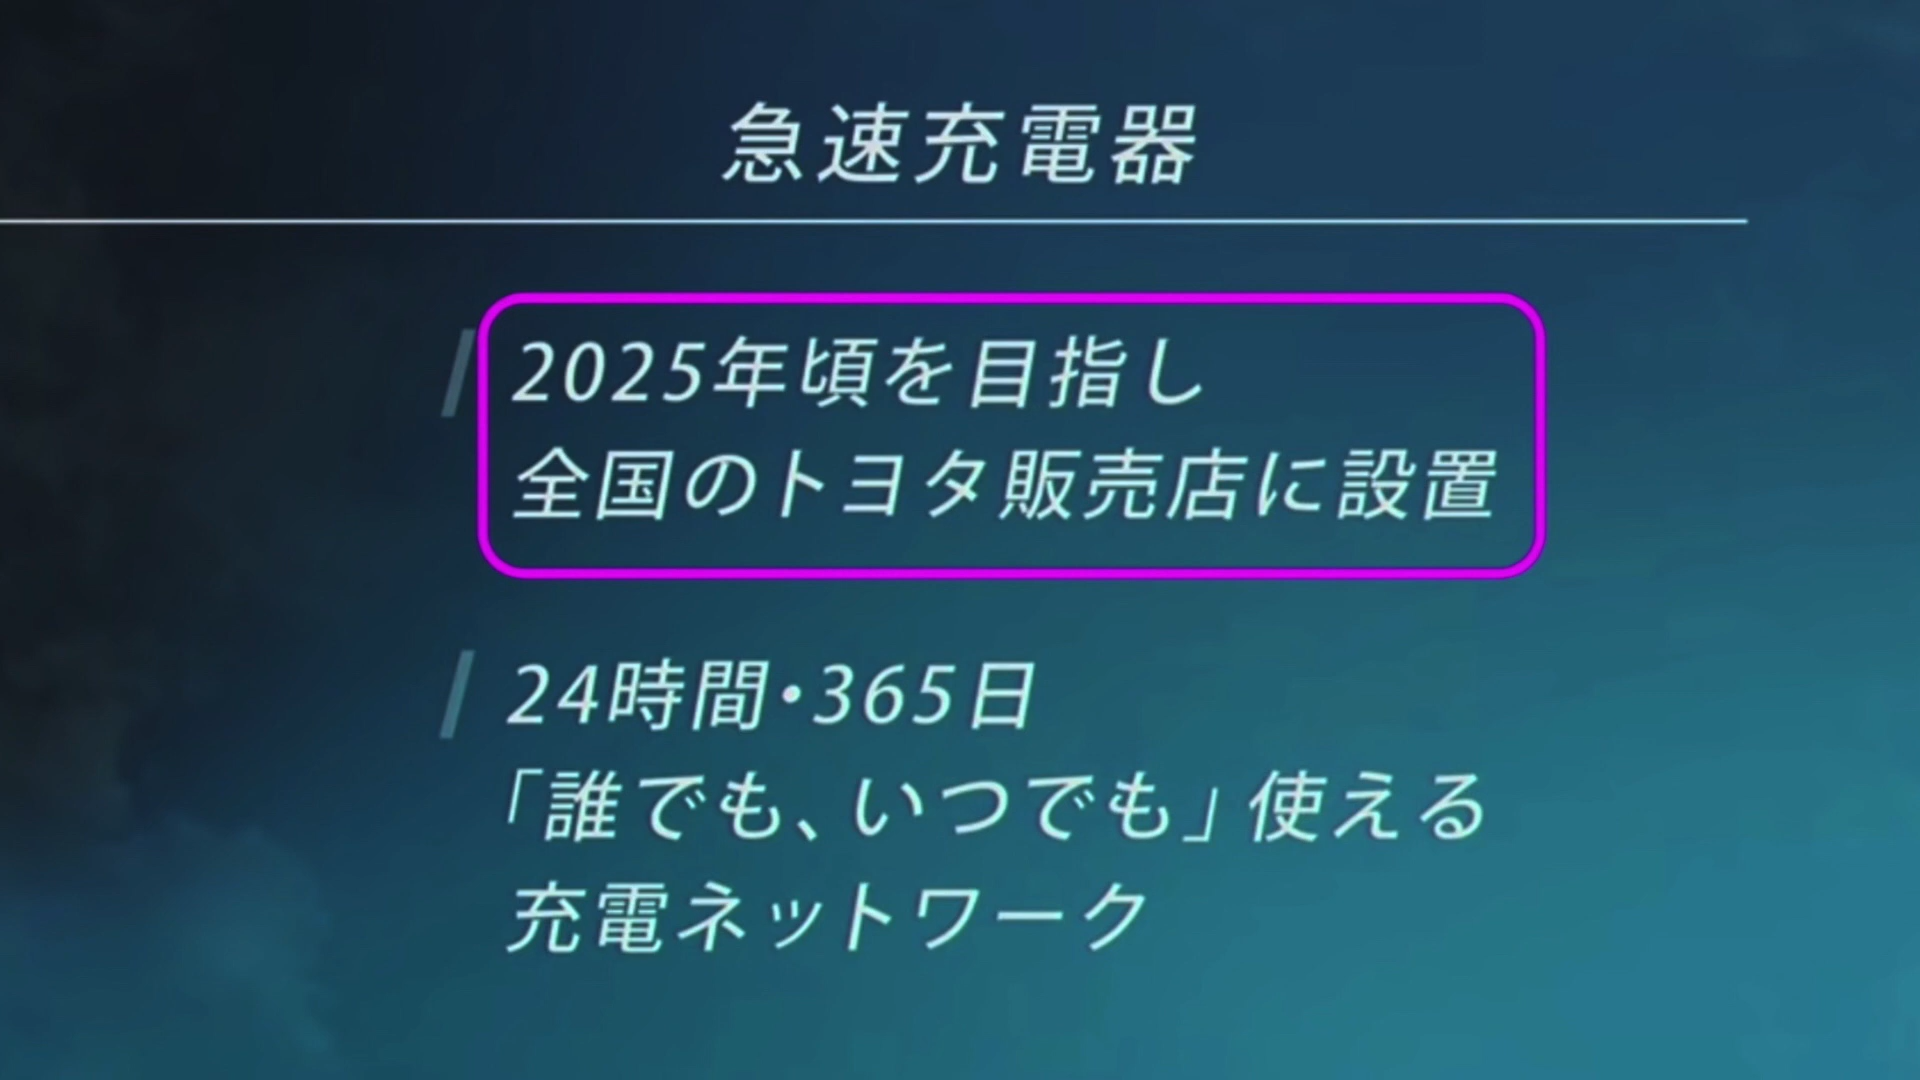 急速充電器
2025年頃を目指し
全国のトヨタ販売店に設置
24時間・365日
「誰でも、いつでも」使える
充電ネットワーク